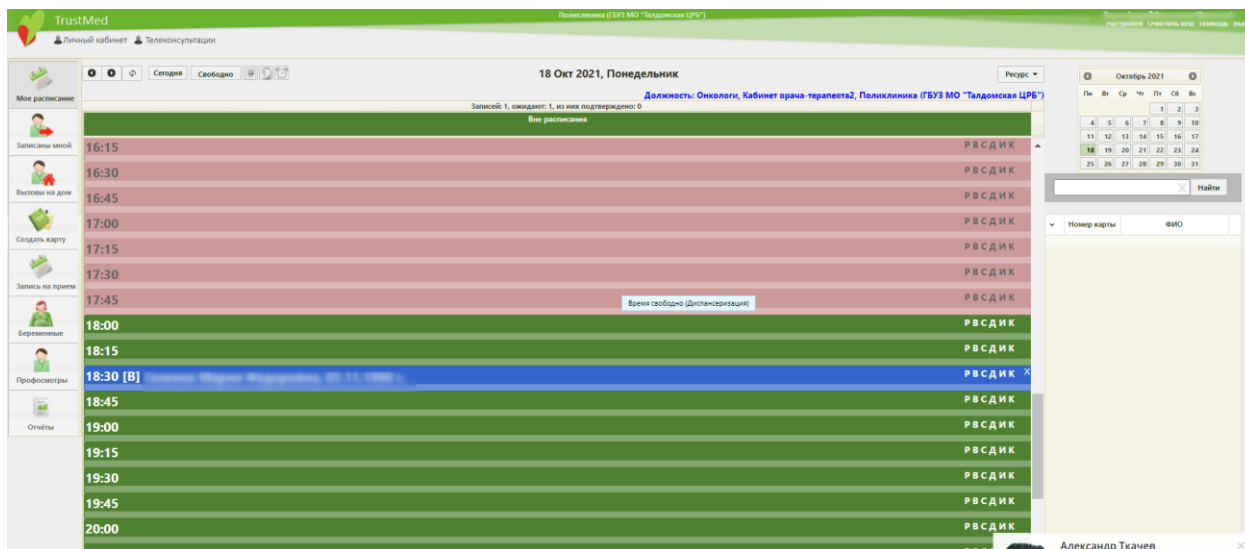 TrustMed
Поликлиника (ГБУЗ МО "Талдомская ЦРБ")
Настройки Очистить кеш Помощь
Личный кабинет Телеконсультации
Мое расписание
Записаны мной
Вызовы на дом
Создать карту
Запись на прием
Беременные
Профосмотры
Отчёты
Сегодня Свободно
18 Окт 2021, Понедельник
Ресурс
Должность: Онкологи, Кабинет врача-терапевта2, Поликлиника (ГБУЗ МО "Талдомская ЦРБ")
Записей: 1, ожидают: 1, из них подтверждено: 0
Вне расписания
16:15 Р В С Д И К
16:30 Р В С Д И К
16:45 Р В С Д И К
17:00 Р В С Д И К
17:15 Р В С Д И К
17:30 Р В С Д И К
17:45 Р В С Д И К
Время свободно (Диспансеризация)
18:00 Р В С Д И К
18:15 Р В С Д И К
18:30 [В] Р В С Д И К X
18:45 Р В С Д И К
19:00 Р В С Д И К
19:15 Р В С Д И К
19:30 Р В С Д И К
19:45 Р В С Д И К
20:00 Р В С Д И К
Октябрь 2021
Пн Вт Ср Чт Пт Сб Вс
1 2 3
4 5 6 7 8 9 10
11 12 13 14 15 16 17
18 19 20 21 22 23 24
25 26 27 28 29 30 31
Найти
Номер карты ФИО
Александр Ткачев